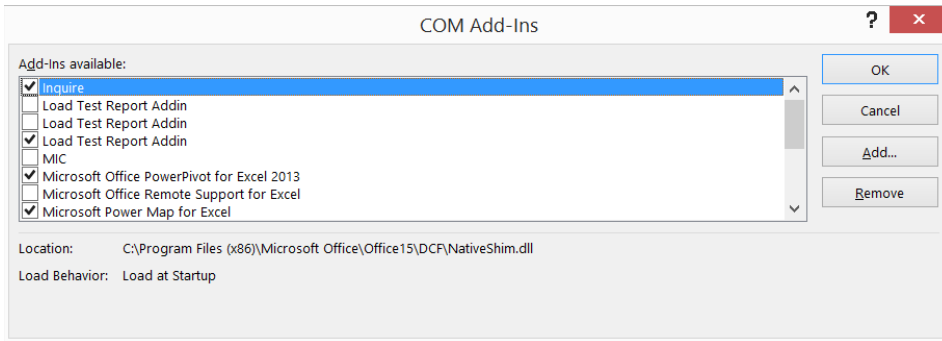 COM Add-Ins
?
Add-Ins available:
Inquire
Load Test Report Addin
Load Test Report Addin
Load Test Report Addin
MIC
Microsoft Office PowerPivot for Excel 2013
Microsoft Office Remote Support for Excel
Microsoft Power Map for Excel
OK
Cancel
Add...
Remove
Location: C:\Program Files (x86)\Microsoft Office\Office15\DCF\NativeShim.dll
Load Behavior: Load at Startup